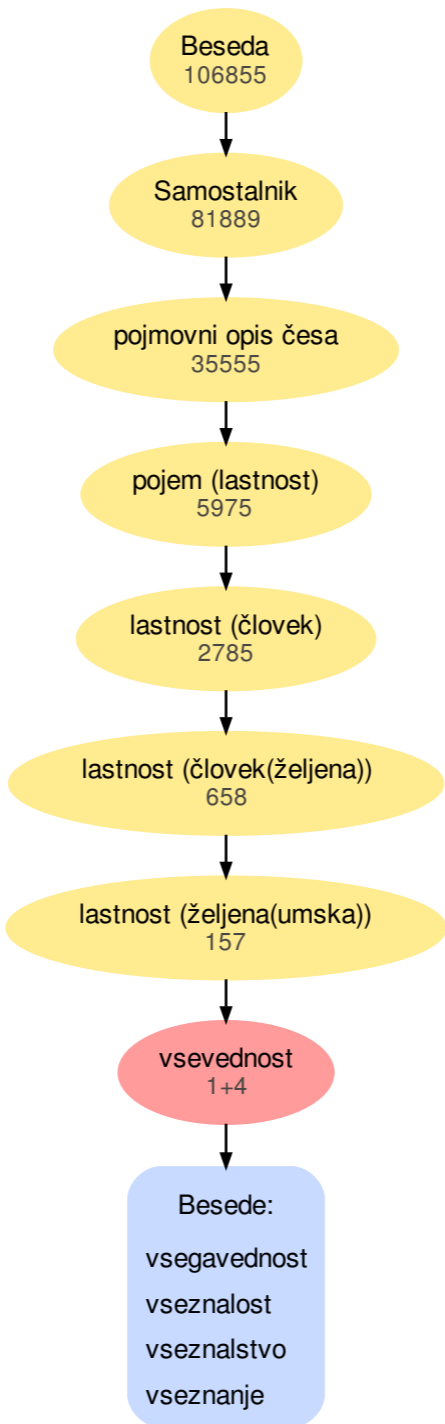 Beseda
106855
Samostalnik
81889
pojmovni opis česa
35555
pojem (lastnost)
5975
lastnost (človek)
2785
lastnost (človek(željena))
658
lastnost (željena(umska))
157
vsevednost
1+4
Besede:
vsegavednost
vseznalost
vseznalstvo
vseznanje